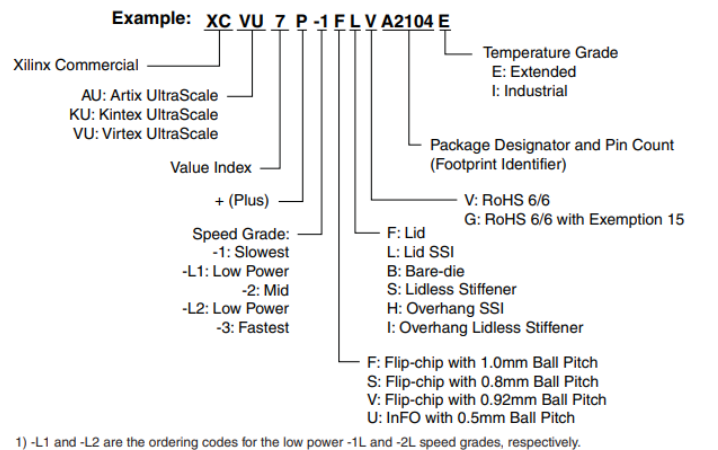 Example: XC VU 7 P -1 F L V A2104 E
Xilinx Commercial
AU: Artix UltraScale
KU: Kintex UltraScale
VU: Virtex UltraScale
Value Index
+ (Plus)
Speed Grade:
-1: Slowest
-L1: Low Power
-2: Mid
-L2: Low Power
-3: Fastest
Temperature Grade
E: Extended
I: Industrial
Package Designator and Pin Count
(Footprint Identifier)
V: RoHS 6/6
G: RoHS 6/6 with Exemption 15
F: Lid
L: Lid SSI
B: Bare-die
S: Lidless Stiffener
H: Overhang SSI
I: Overhang Lidless Stiffener
F: Flip-chip with 1.0mm Ball Pitch
S: Flip-chip with 0.8mm Ball Pitch
V: Flip-chip with 0.92mm Ball Pitch
U: InFO with 0.5mm Ball Pitch
1) -L1 and -L2 are the ordering codes for the low power -1L and -2L speed grades, respectively.